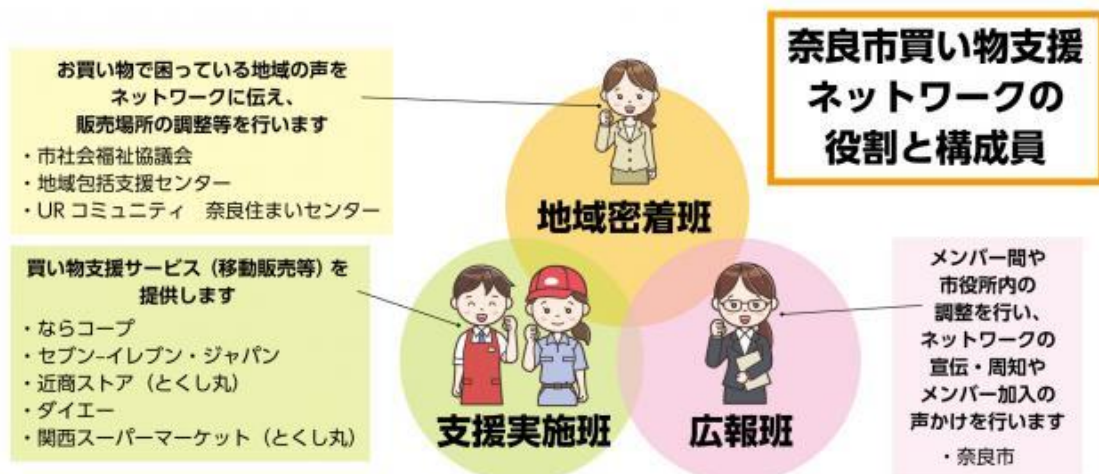 奈良市買い物支援
ネットワークの
役割と構成員
お買い物で困っている地域の声を
ネットワークに伝え、
販売場所の調整等を行います
・市社会福祉協議会
・地域包括支援センター
・URコミュニティ　奈良住まいセンター
地域密着班
買い物支援サービス（移動販売等）を
提供します
・ならコープ
・セブン-イレブン・ジャパン
・近商ストア（とくし丸）
・ダイエー
・関西スーパーマーケット（とくし丸）
支援実施班
広報班
メンバー間や
市役所内の
調整を行い、
ネットワークの
宣伝・周知や
メンバー加入の
声かけを行います
・奈良市